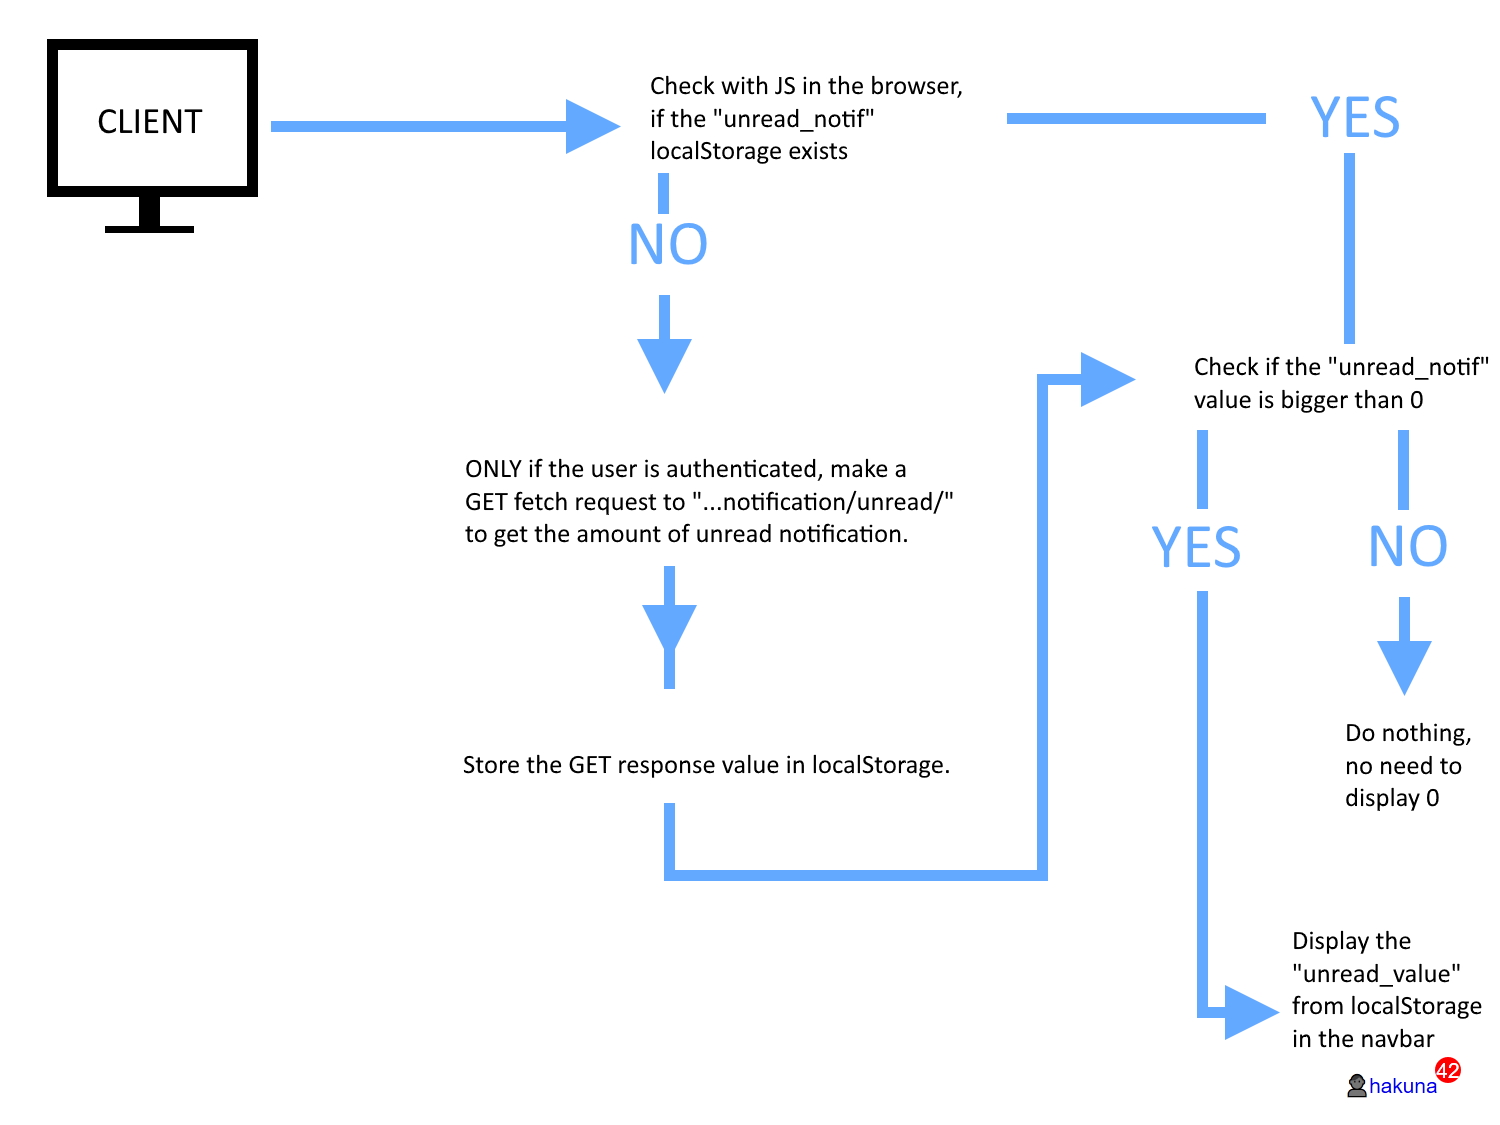 CLIENT
Check with JS in the browser,
if the "unread_notif"
localStorage exists
YES
NO
Check if the "unread_notif"
value is bigger than 0
ONLY if the user is authenticated, make a
GET fetch request to "...notification/unread/"
to get the amount of unread notification.
YES
NO
Store the GET response value in localStorage.
Do nothing,
no need to
display 0
Display the
"unread_value"
from localStorage
in the navbar
42
hakuna